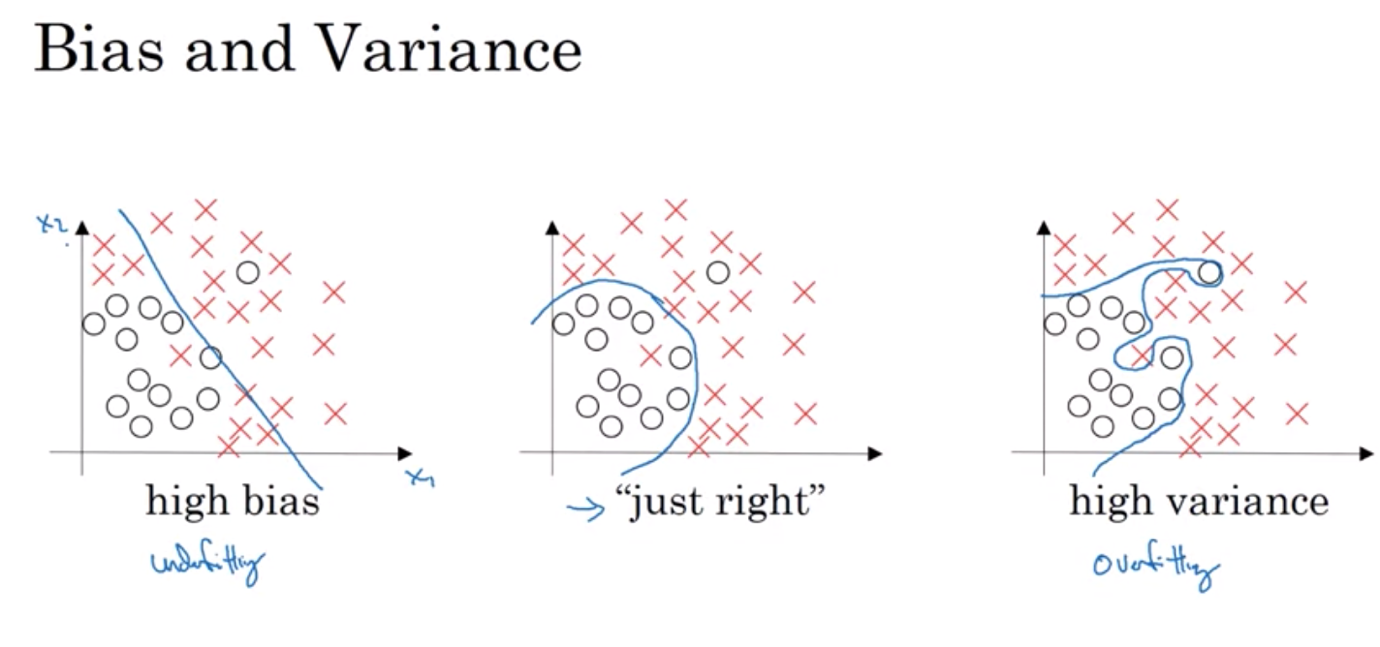 Bias and Variance
x2
x1
high bias
→ “just right”
high variance
underfitting
overfitting